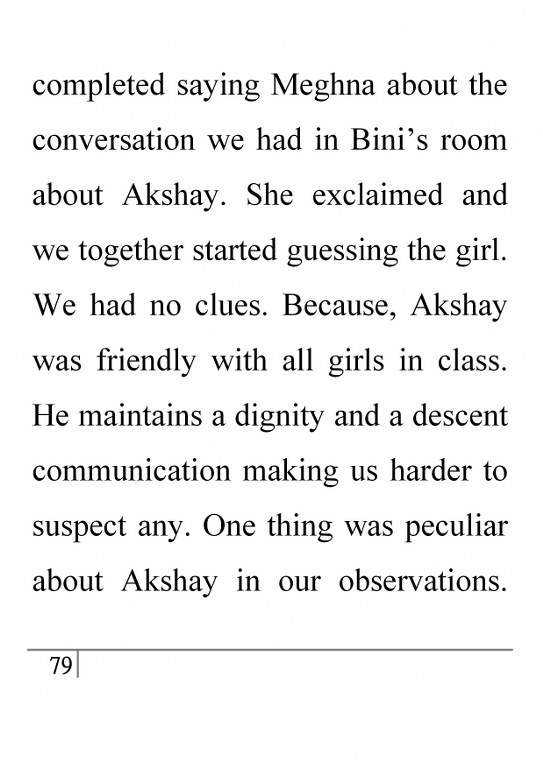 completed saying Meghna about the
conversation we had in Bini’s room
about Akshay. She exclaimed and
we together started guessing the girl.
We had no clues. Because, Akshay
was friendly with all girls in class.
He maintains a dignity and a descent
communication making us harder to
suspect any. One thing was peculiar
about Akshay in our observations.
79